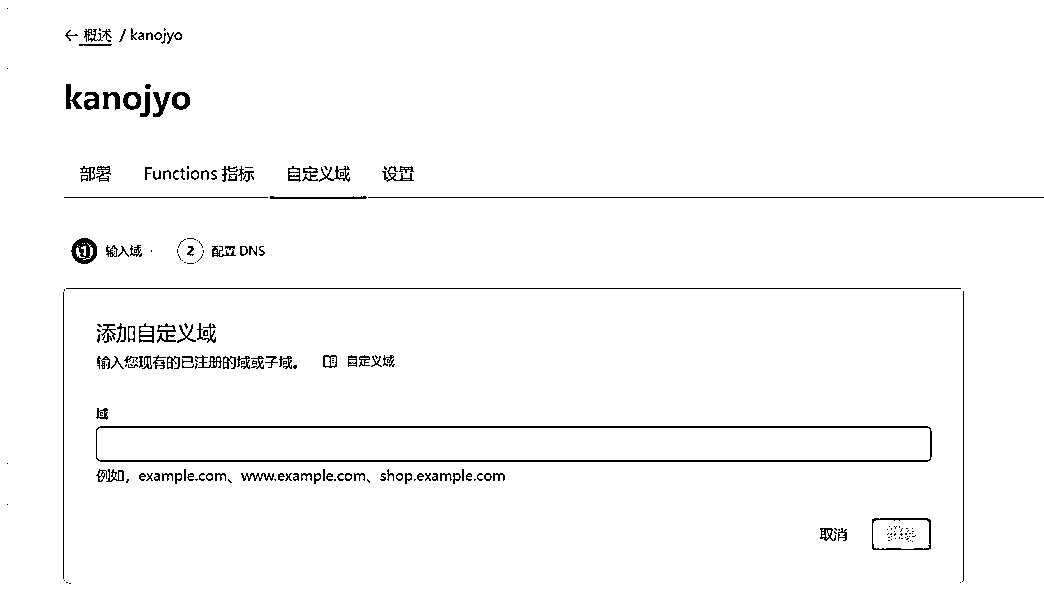 ← 概述 / kanojyo
kanojyo
部署 Functions 指标 自定义域 设置
1 输入域 · 2 配置 DNS
添加自定义域
输入您现有的已注册的域或子域。 自定义域
域
例如，example.com、www.example.com、shop.example.com
取消